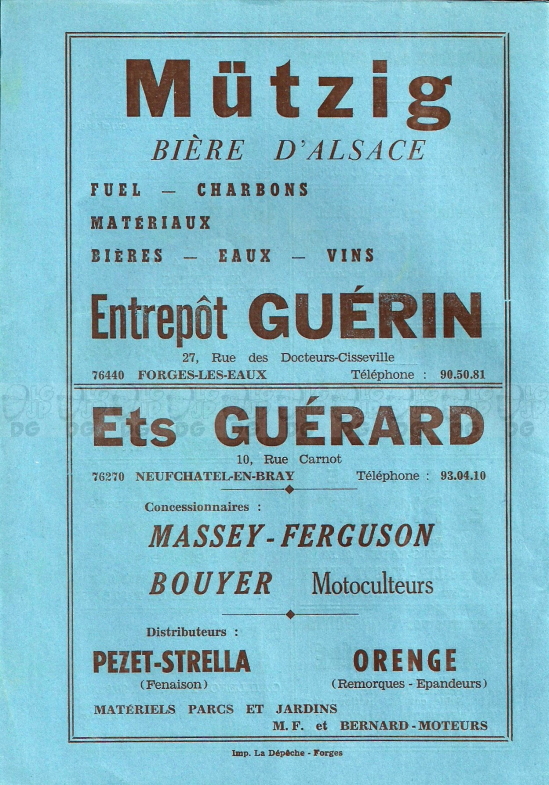 Mützig
BIÈRE D'ALSACE
FUEL — CHARBONS
MATÉRIAUX
BIÈRES — EAUX — VINS
Entrepôt GUÉRIN
27, Rue des Docteurs-Cisseville
76440 FORGES-LES-EAUX Téléphone : 90.50.81
Ets GUÉRARD
10, Rue Carnot
76270 NEUFCHATEL-EN-BRAY Téléphone : 93.04.10
Concessionnaires :
MASSEY-FERGUSON
BOUYER Motoculteurs
Distributeurs :
PEZET-STRELLA ORENGE
(Fenaison) (Remorques - Epandeurs)
MATÉRIELS PARCS ET JARDINS
M.F. et BERNARD-MOTEURS
Imp. La Dépêche - Forges